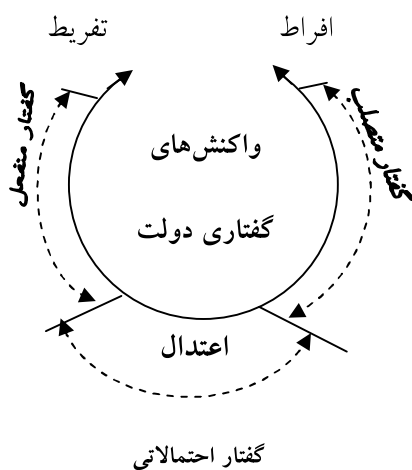 افراط
تفریط
گفتار متصلب
گفتار منفعل
واکنش‌های
گفتاری دولت
اعتدال
گفتار احتمالاتی